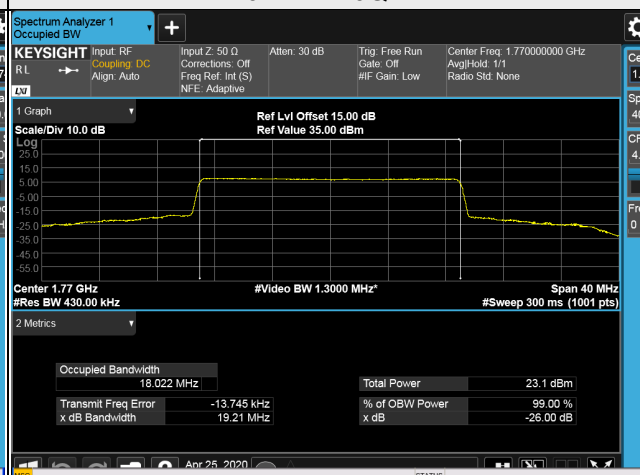 Spectrum Analyzer 1
Occupied BW
KEYSIGHT Input: RF Input Z: 50 Ω Atten: 30 dB Trig: Free Run Center Freq: 1.770000000 GHz
RL Coupling: DC Corrections: Off Gate: Off Avg|Hold: 1/1
Align: Auto Freq Ref: Int (S) #IF Gain: Low Radio Std: None
LXI NFE: Adaptive
1 Graph
Ref Lvl Offset 15.00 dB
Scale/Div 10.0 dB Ref Value 35.00 dBm
Log
25.0
15.0
5.00
-5.00
-15.0
-25.0
-35.0
-45.0
-55.0
Center 1.77 GHz #Video BW 1.3000 MHz* Span 40 MHz
#Res BW 430.00 kHz #Sweep 300 ms (1001 pts)
2 Metrics
Occupied Bandwidth
18.022 MHz Total Power 23.1 dBm
Transmit Freq Error -13.745 kHz % of OBW Power 99.00 %
x dB Bandwidth 19.21 MHz x dB -26.00 dB
Apr 25, 2020
MSG STATUS